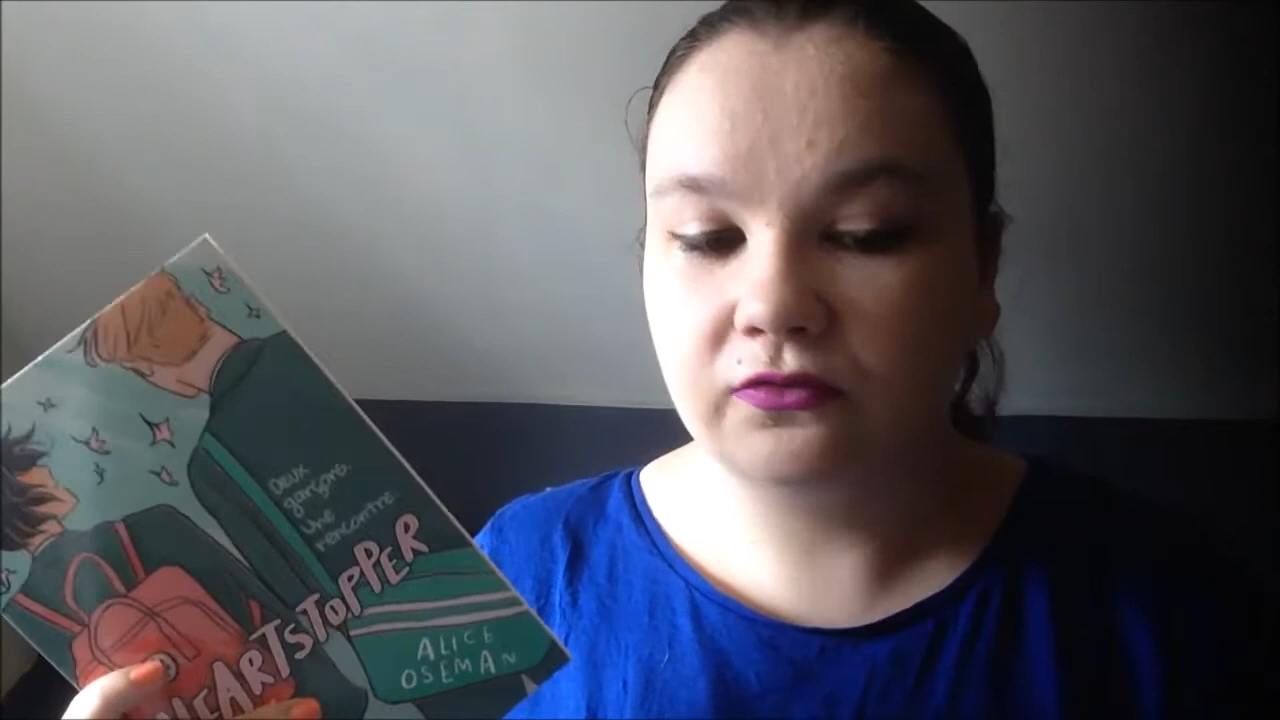 Deux
garçons.
Une
rencontre.
HEARTSTOPPER
ALICE
OSEMAN